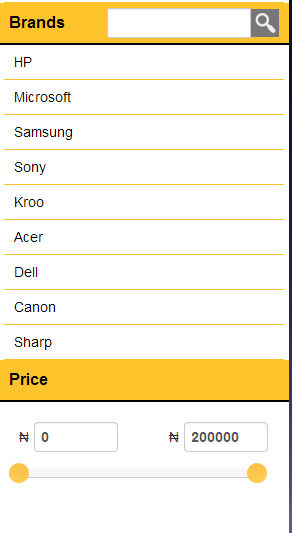 Brands
HP
Microsoft
Samsung
Sony
Kroo
Acer
Dell
Canon
Sharp
Price
₦ 0 ₦ 200000